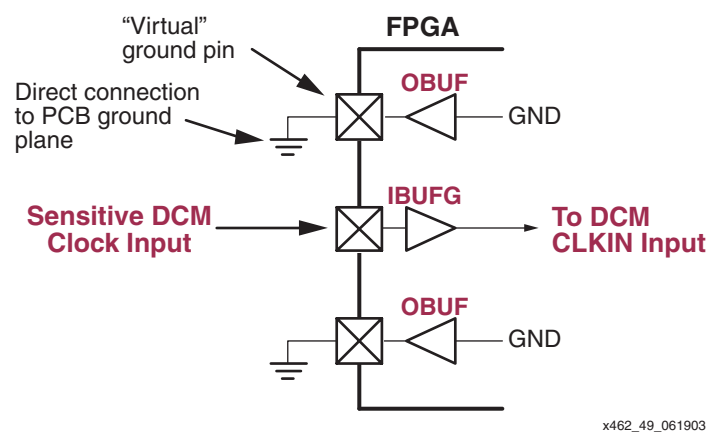 “Virtual”
ground pin
FPGA
OBUF
Direct connection
to PCB ground
plane
GND
IBUFG
Sensitive DCM
Clock Input
To DCM
CLKIN Input
OBUF
GND
x462_49_061903